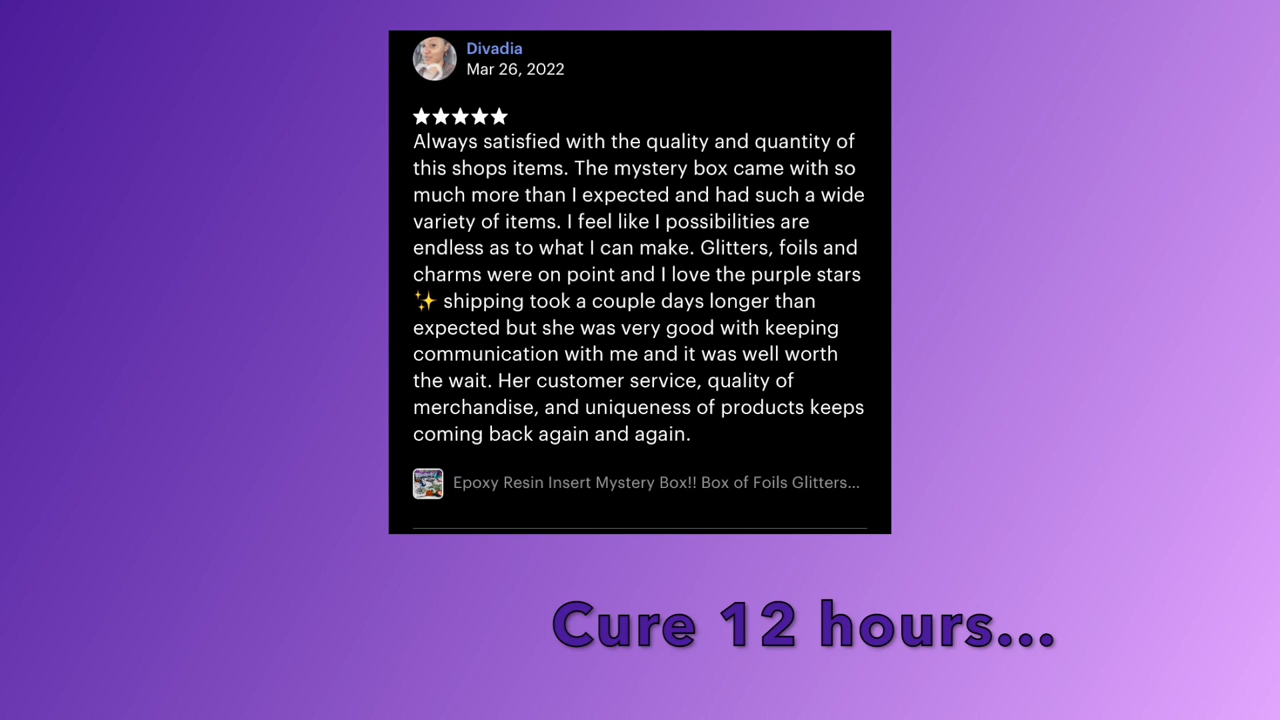 Divadia
Mar 26, 2022
★★★★★
Always satisfied with the quality and quantity of
this shops items. The mystery box came with so
much more than I expected and had such a wide
variety of items. I feel like I possibilities are
endless as to what I can make. Glitters, foils and
charms were on point and I love the purple stars
✨ shipping took a couple days longer than
expected but she was very good with keeping
communication with me and it was well worth
the wait. Her customer service, quality of
merchandise, and uniqueness of products keeps
coming back again and again.
Epoxy Resin Insert Mystery Box!! Box of Foils Glitters...
Cure 12 hours...